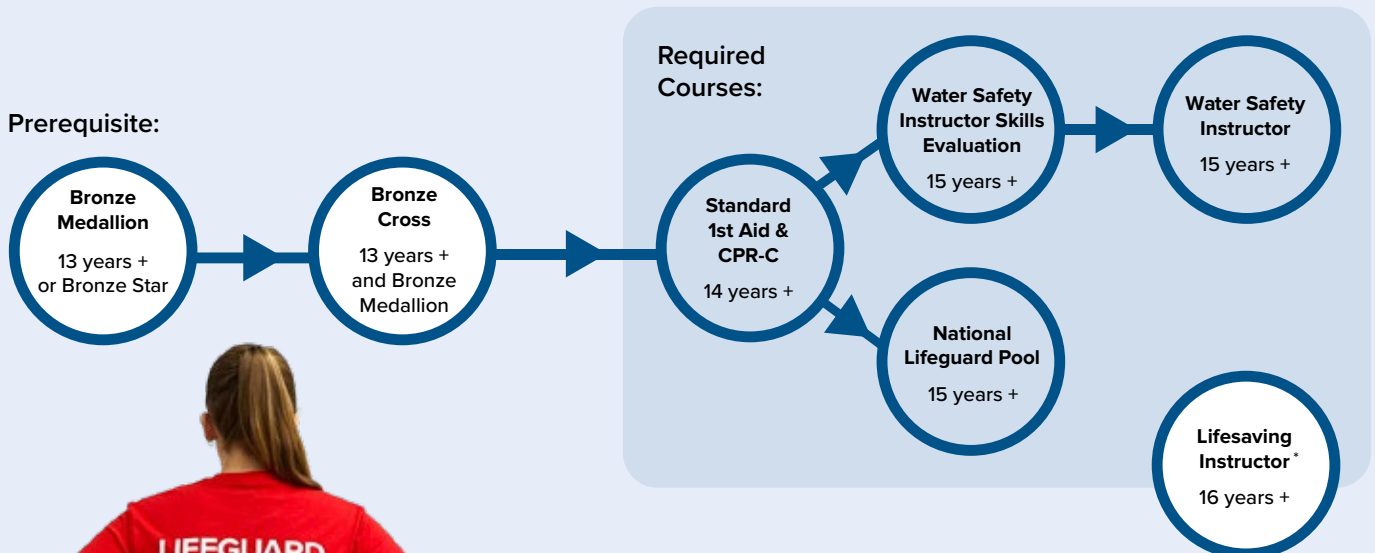 Prerequisite:
Bronze
Medallion
13 years +
or Bronze Star
Bronze
Cross
13 years +
and Bronze
Medallion
Required
Courses:
Standard
1st Aid &
CPR-C
14 years +
Water Safety
Instructor Skills
Evaluation
15 years +
Water Safety
Instructor
15 years +
National
Lifeguard Pool
15 years +
Lifesaving
Instructor *
16 years +
LIFEGUARD